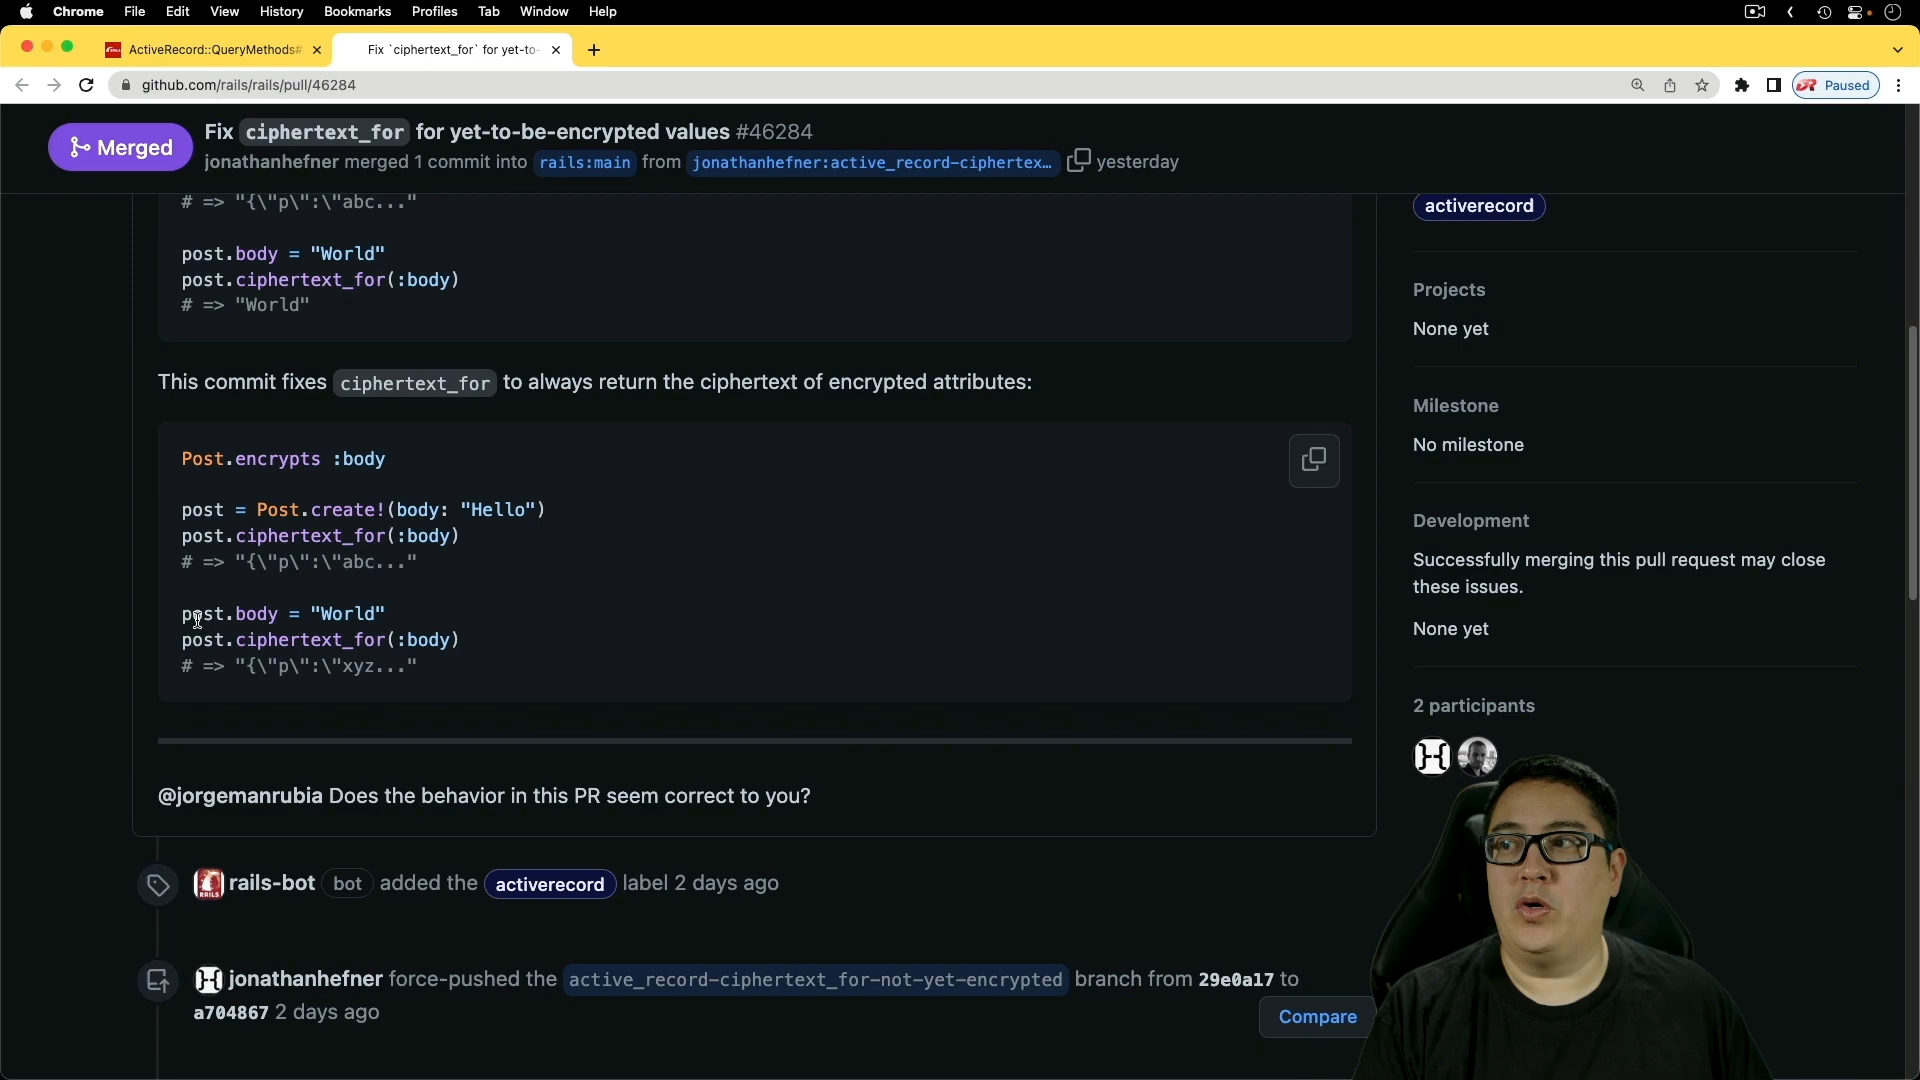 Chrome File Edit View History Bookmarks Profiles Tab Window Help
ActiveRecord::QueryMethods#
Fix `ciphertext_for` for yet-to-
github.com/rails/rails/pull/46284
Paused
Merged
Fix ciphertext_for for yet-to-be-encrypted values #46284
jonathanhefner merged 1 commit into rails:main from jonathanhefner:active_record-ciphertex… yesterday
# => "{\"p\":\"abc..."
post.body = "World"
post.ciphertext_for(:body)
# => "World"
This commit fixes ciphertext_for to always return the ciphertext of encrypted attributes:
Post.encrypts :body
post = Post.create!(body: "Hello")
post.ciphertext_for(:body)
# => "{\"p\":\"abc..."
post.body = "World"
post.ciphertext_for(:body)
# => "{\"p\":\"xyz..."
@jorgemanrubia Does the behavior in this PR seem correct to you?
rails-bot bot added the activerecord label 2 days ago
jonathanhefner force-pushed the active_record-ciphertext_for-not-yet-encrypted branch from 29e0a17 to
a704867 2 days ago
Compare
activerecord
Projects
None yet
Milestone
No milestone
Development
Successfully merging this pull request may close
these issues.
None yet
2 participants